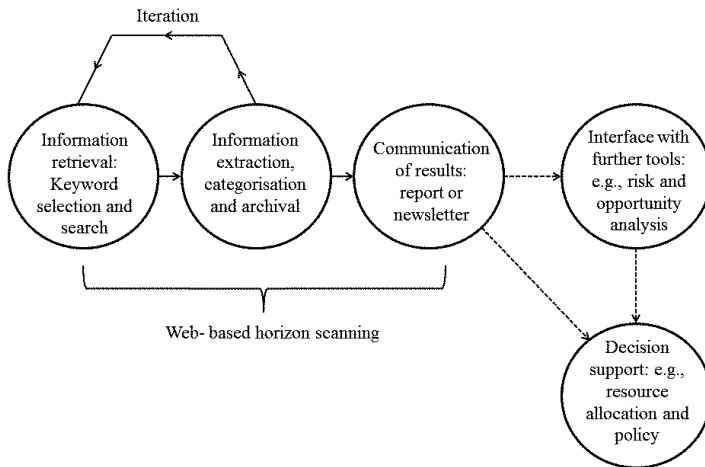 Iteration
Information
retrieval:
Keyword
selection and
search
Information
extraction,
categorisation
and archival
Communication
of results:
report or
newsletter
Interface with
further tools:
e.g., risk and
opportunity
analysis
Web- based horizon scanning
Decision
support: e.g.,
resource
allocation and
policy